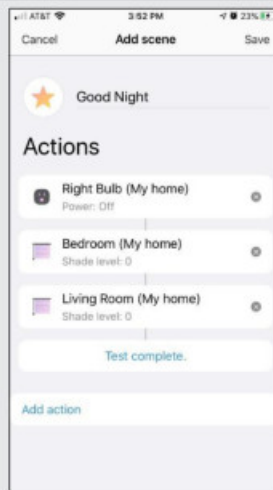 AT&T 3:52 PM 23%
Cancel Add scene Save
Good Night
Actions
Right Bulb (My home)
Power: Off
Bedroom (My home)
Shade level: 0
Living Room (My home)
Shade level: 0
Test complete.
Add action